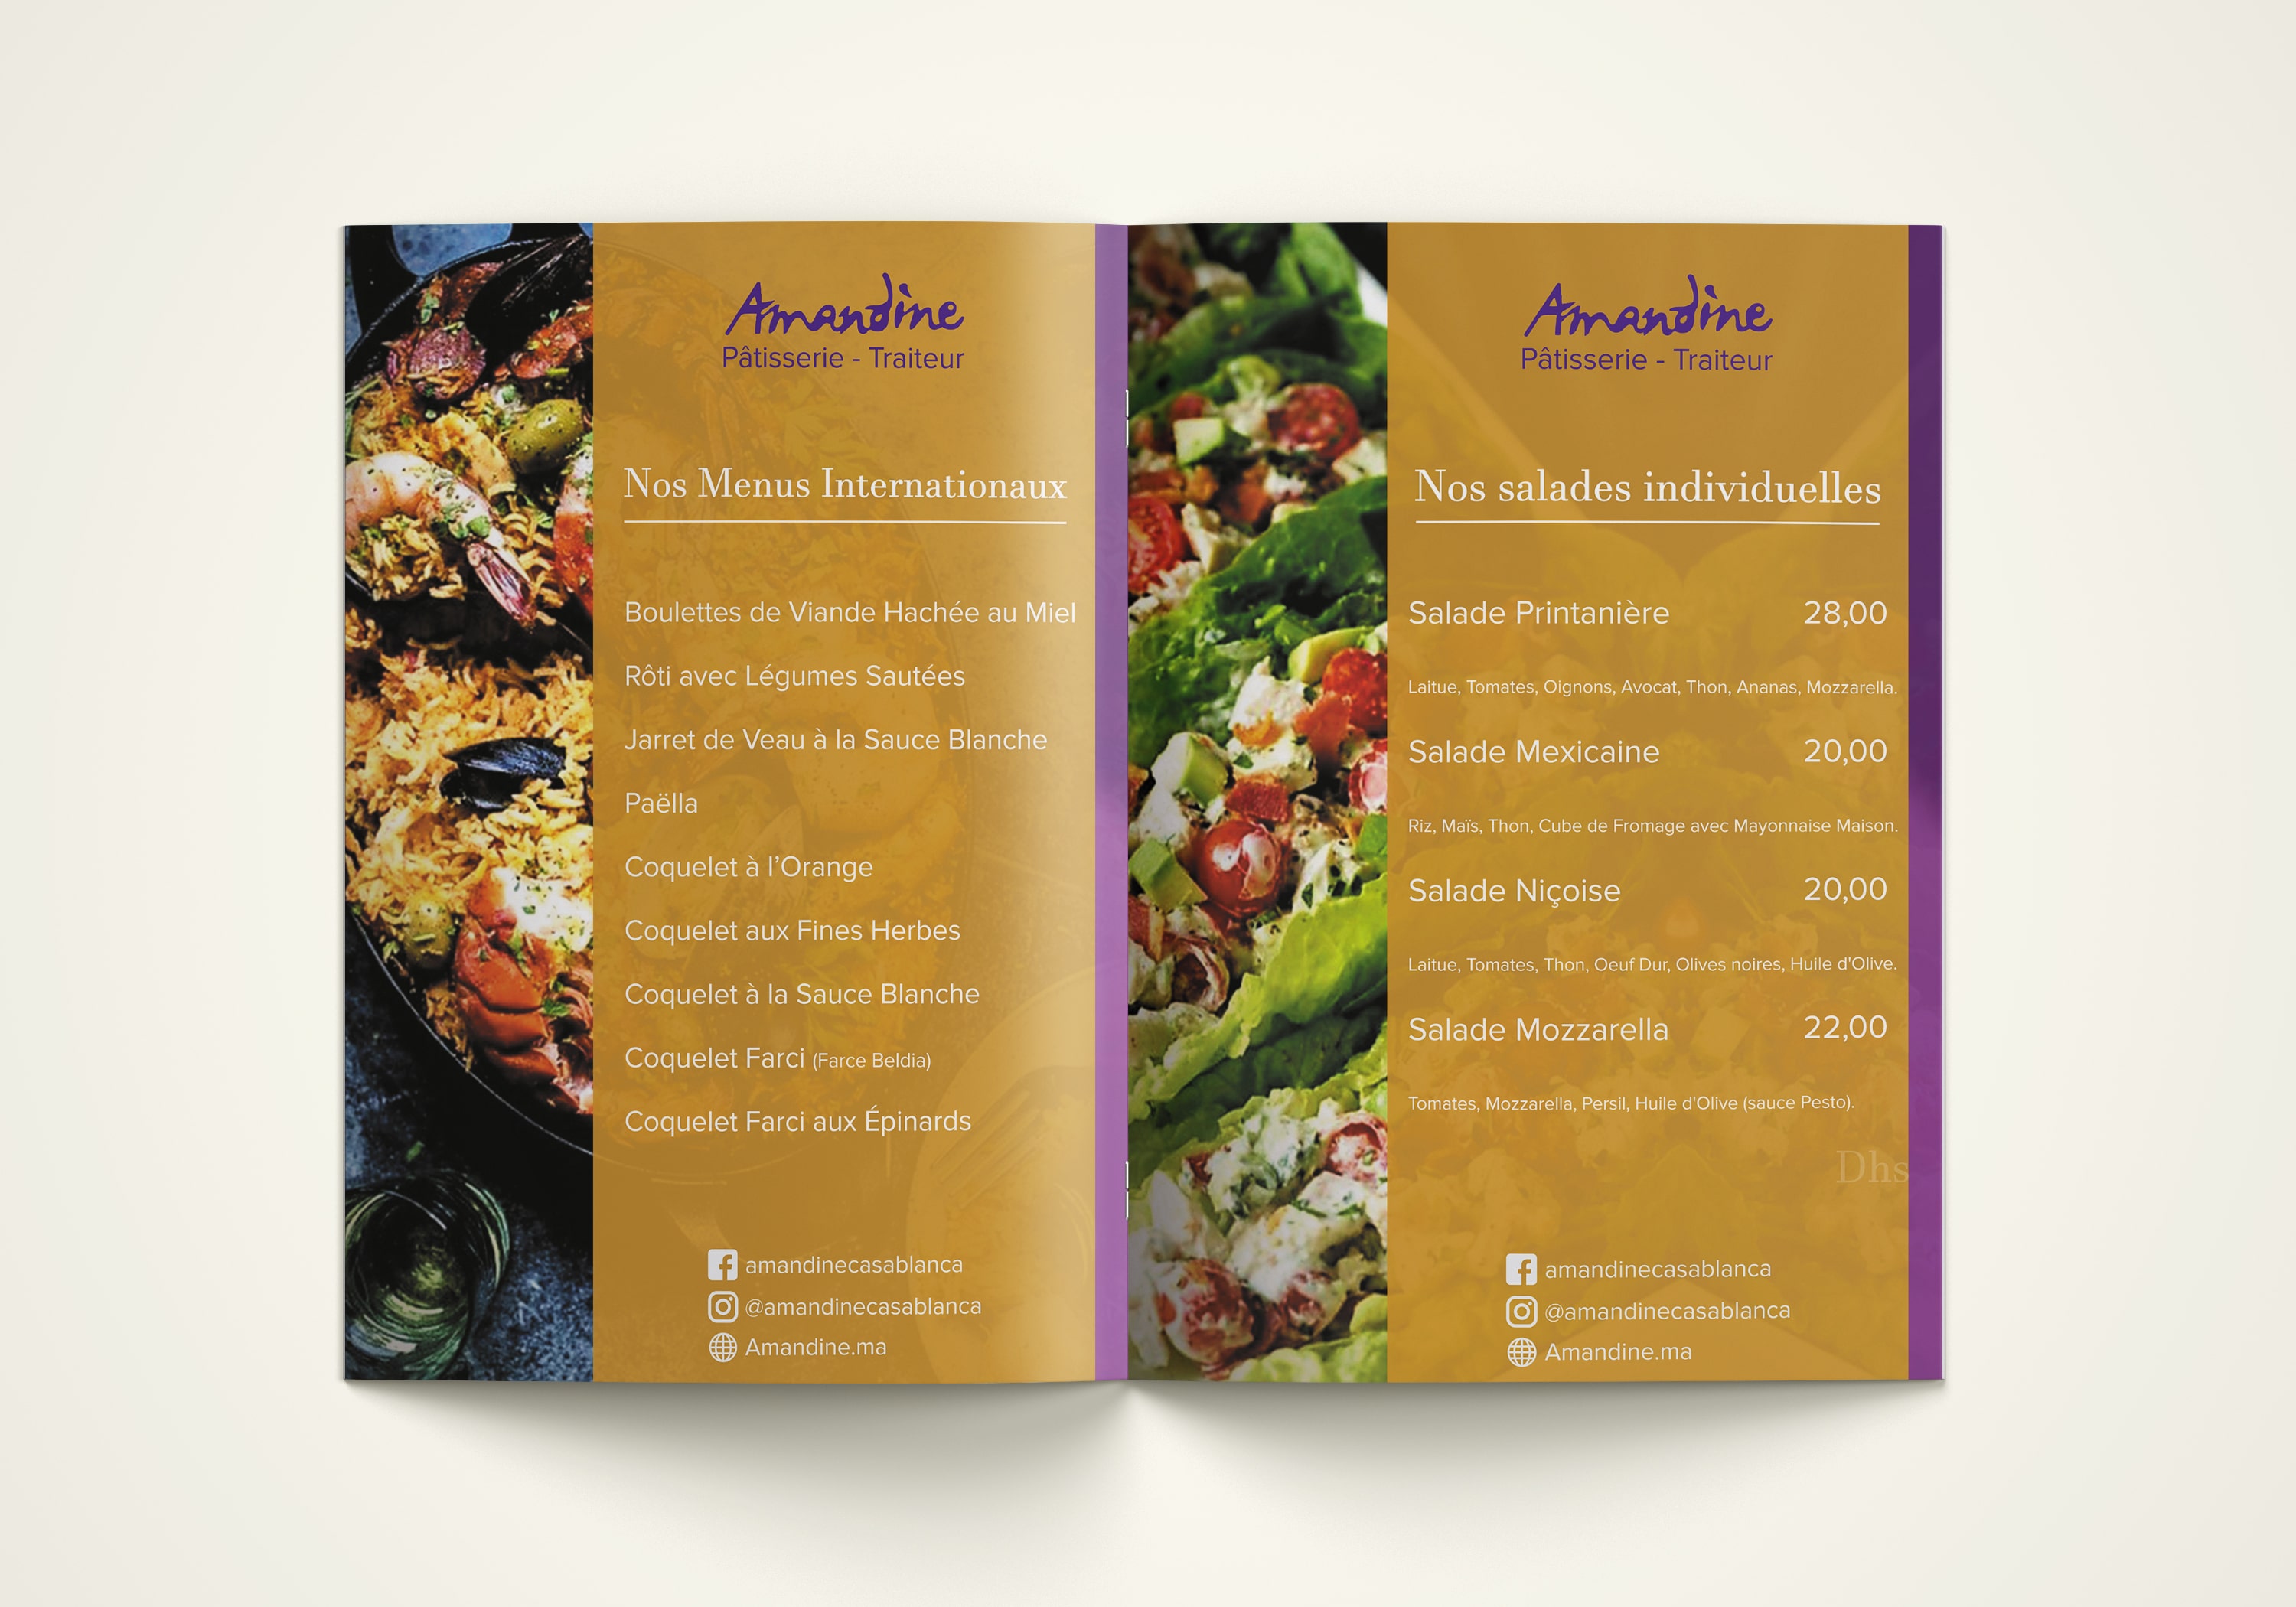 Amandine
Pâtisserie - Traiteur
Nos Menus Internationaux
Boulettes de Viande Hachée au Miel
Rôti avec Légumes Sautées
Jarret de Veau à la Sauce Blanche
Paëlla
Coquelet à l’Orange
Coquelet aux Fines Herbes
Coquelet à la Sauce Blanche
Coquelet Farci (Farce Beldia)
Coquelet Farci aux Épinards
amandinecasablanca
@amandinecasablanca
Amandine.ma
Amandine
Pâtisserie - Traiteur
Nos salades individuelles
Salade Printanière 28,00
Laitue, Tomates, Oignons, Avocat, Thon, Ananas, Mozzarella.
Salade Mexicaine 20,00
Riz, Maïs, Thon, Cube de Fromage avec Mayonnaise Maison.
Salade Niçoise 20,00
Laitue, Tomates, Thon, Oeuf Dur, Olives noires, Huile d'Olive.
Salade Mozzarella 22,00
Tomates, Mozzarella, Persil, Huile d'Olive (sauce Pesto).
Dhs
amandinecasablanca
@amandinecasablanca
Amandine.ma